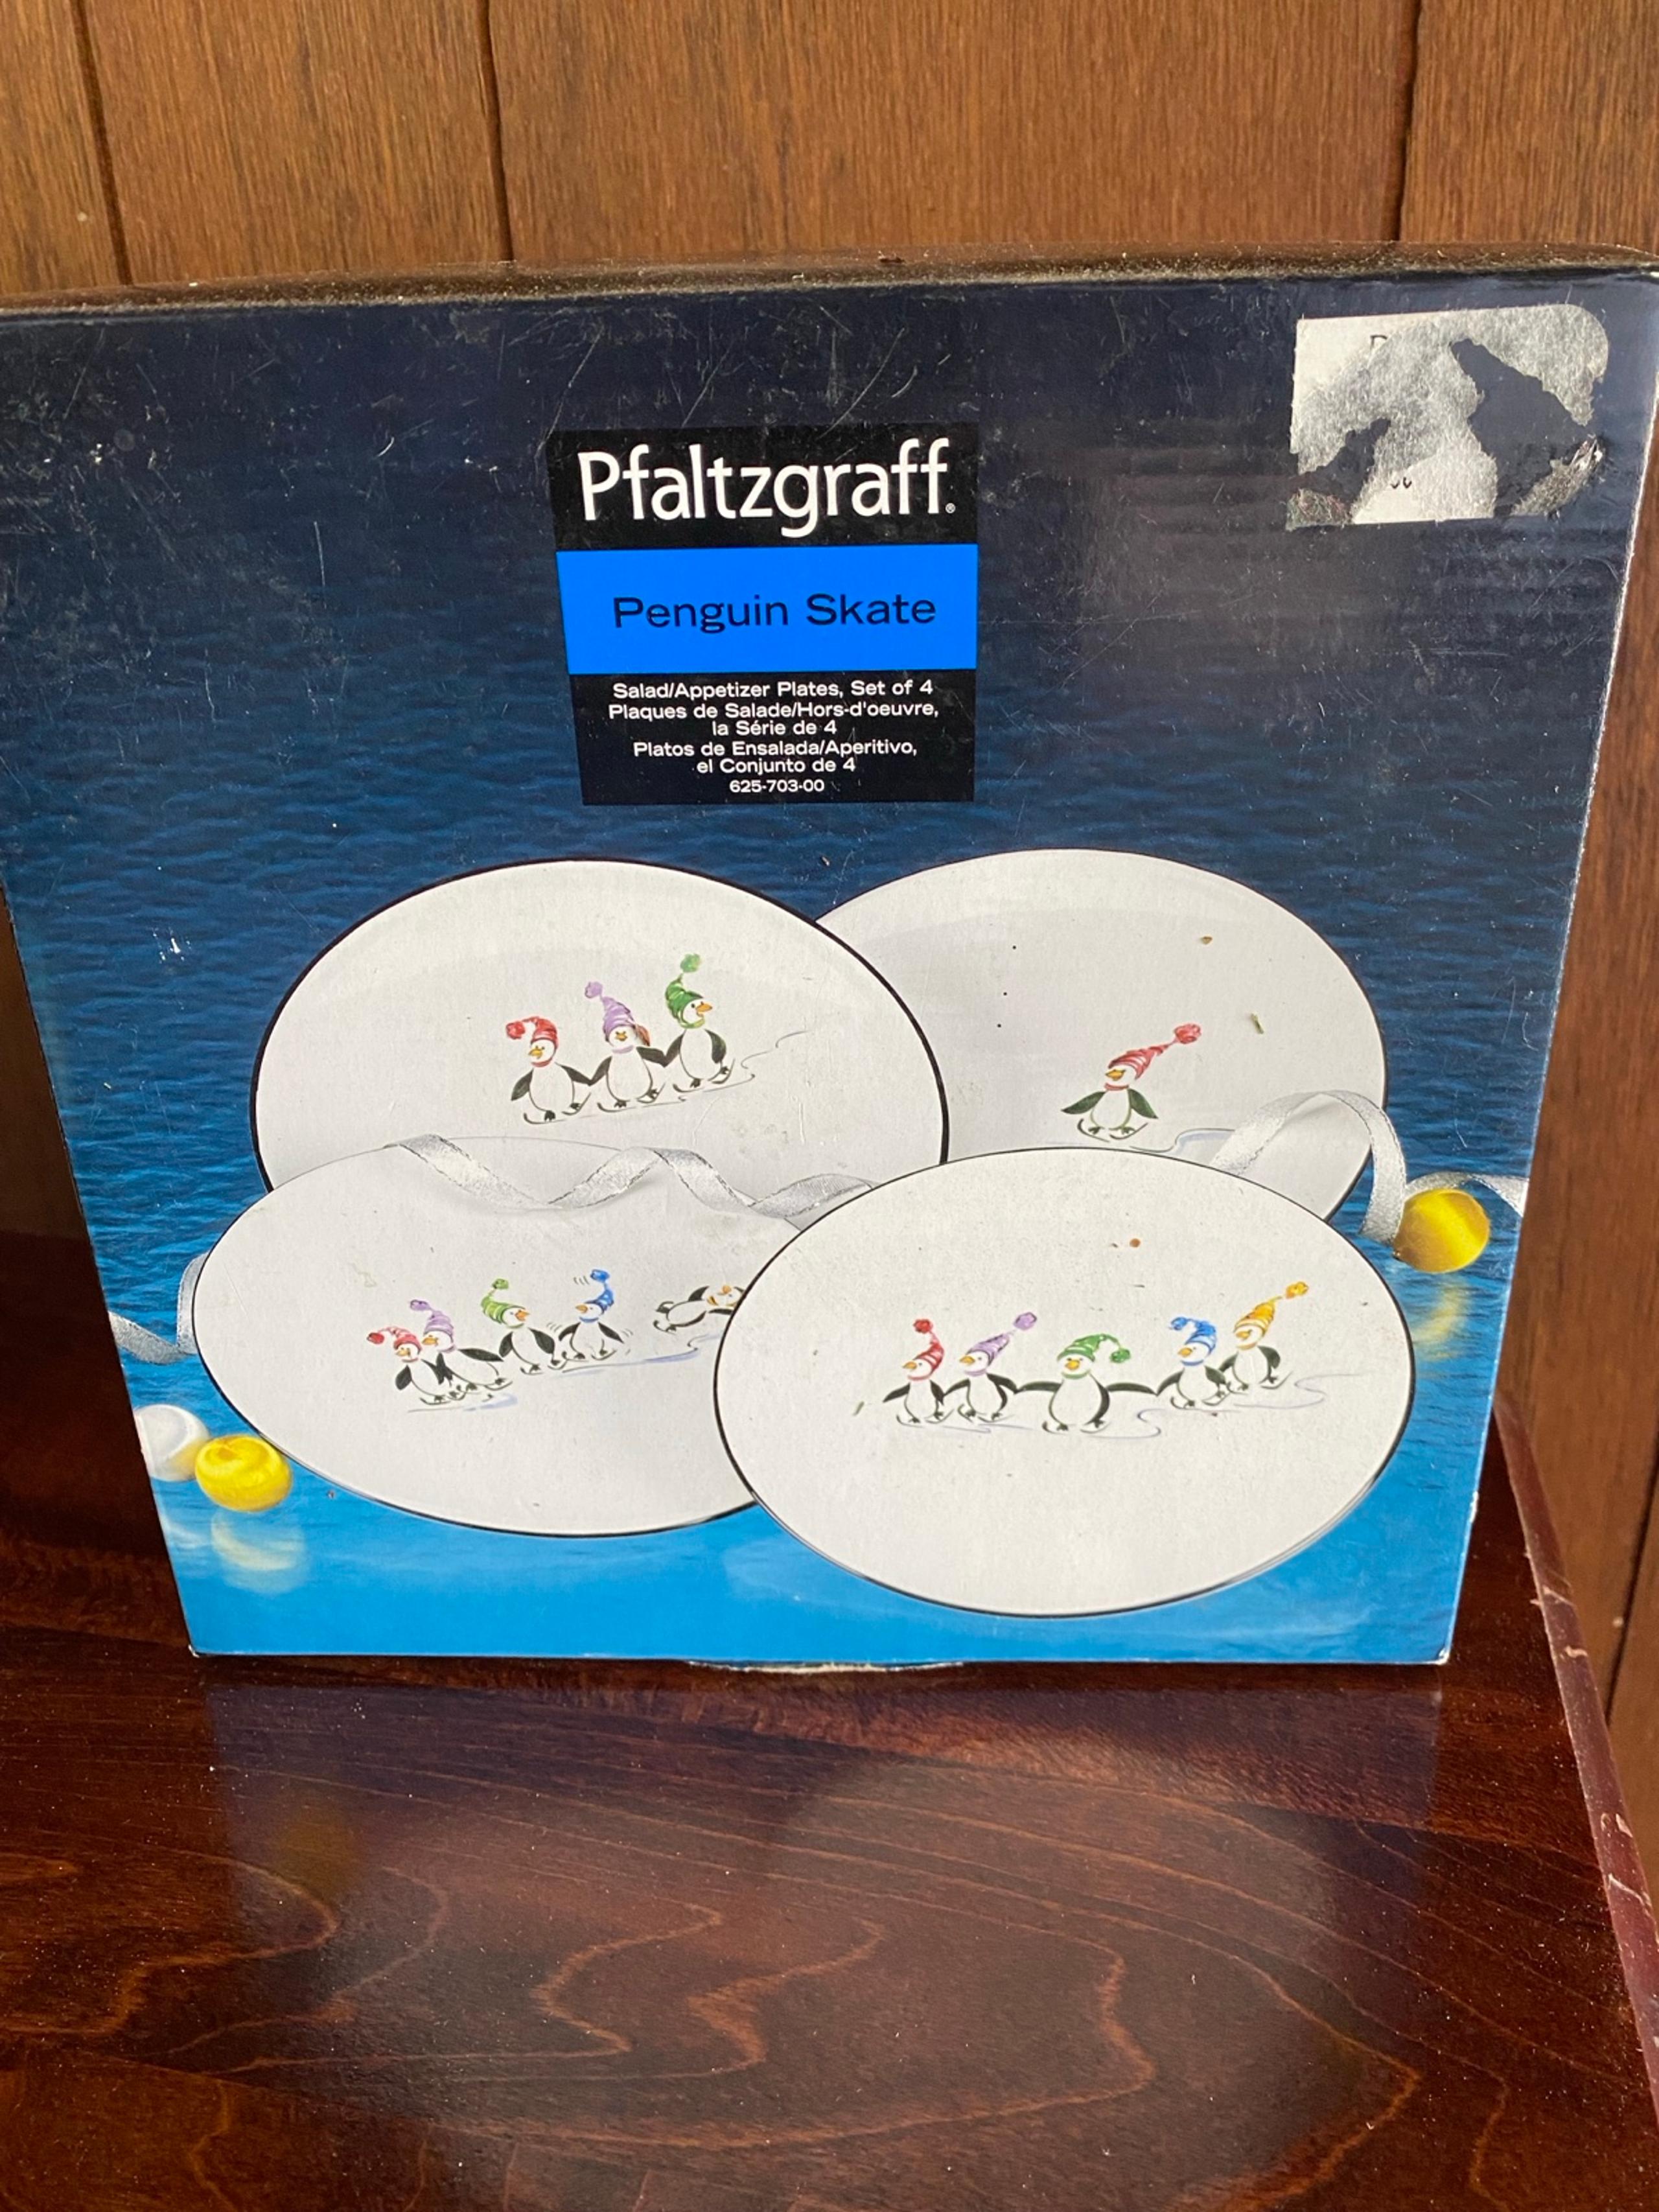 Pfaltzgraff®
Penguin Skate
Salad/Appetizer Plates, Set of 4
Plaques de Salade/Hors-d'oeuvre,
la Série de 4
Platos de Ensalada/Aperitivo,
el Conjunto de 4
625-703-00